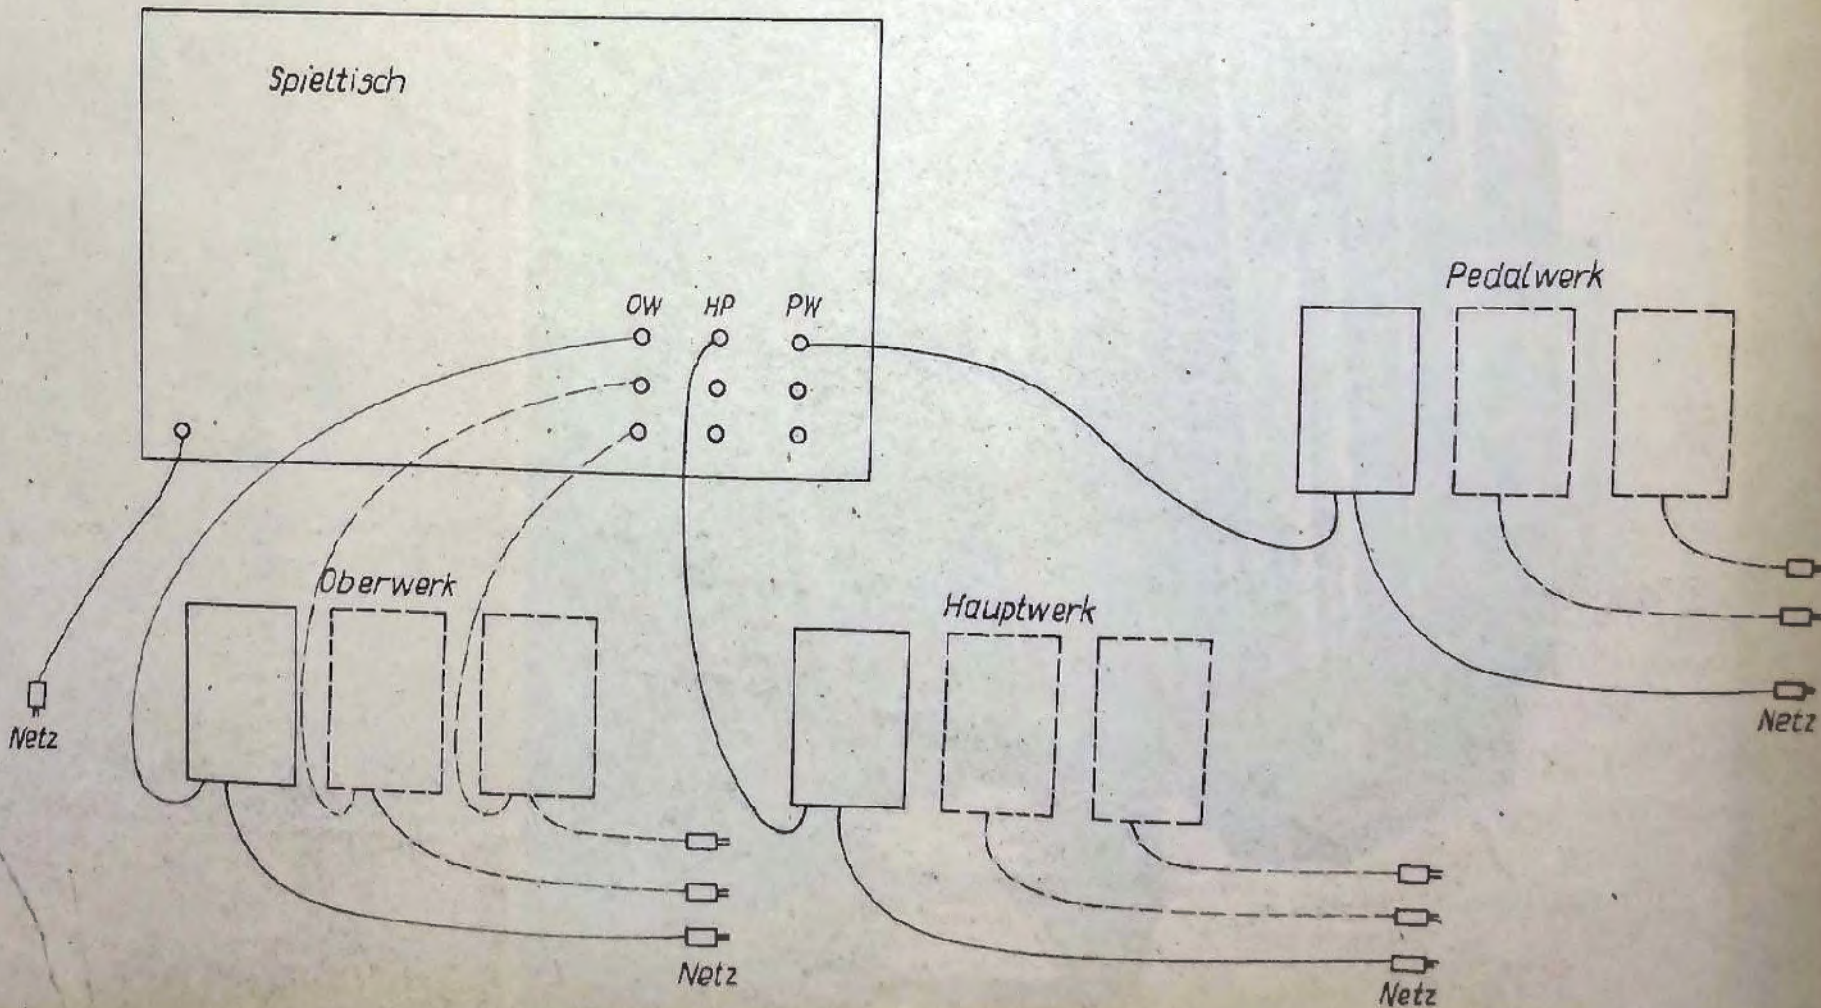 Spieltisch
OW HP PW
Pedalwerk
Oberwerk
Hauptwerk
Netz
Netz
Netz
Netz